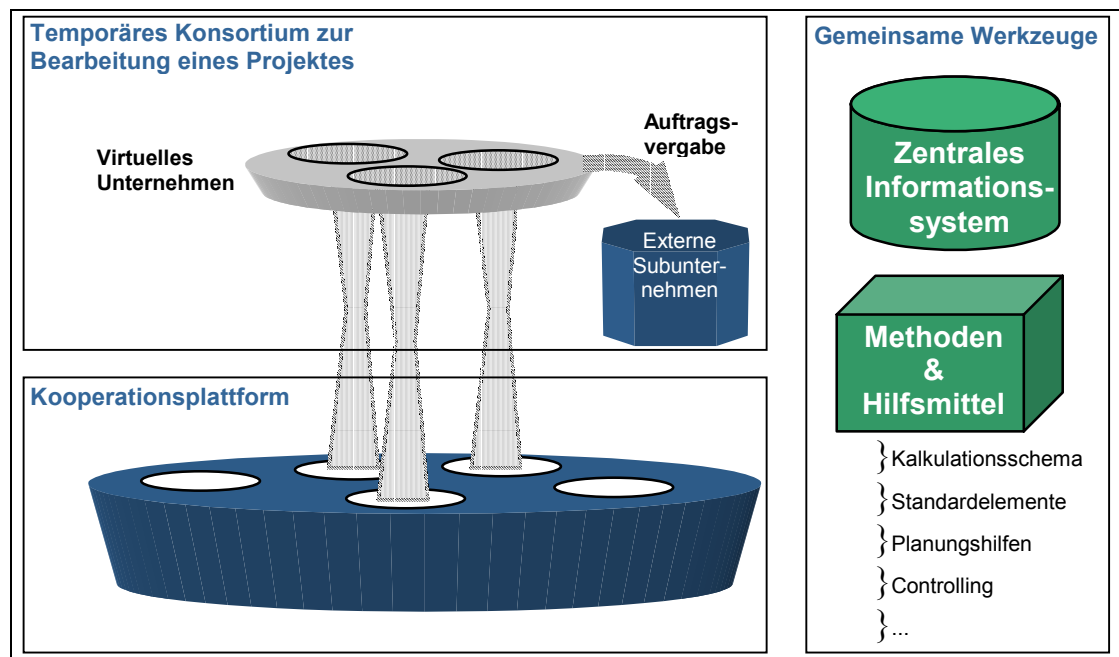 Temporäres Konsortium zur
Bearbeitung eines Projektes
Virtuelles
Unternehmen
Auftrags-
vergabe
Externe
Subunter-
nehmen
Kooperationsplattform
Gemeinsame Werkzeuge
Zentrales
Informations-
system
Methoden
&
Hilfsmittel
} Kalkulationsschema
} Standardelemente
} Planungshilfen
} Controlling
} ...